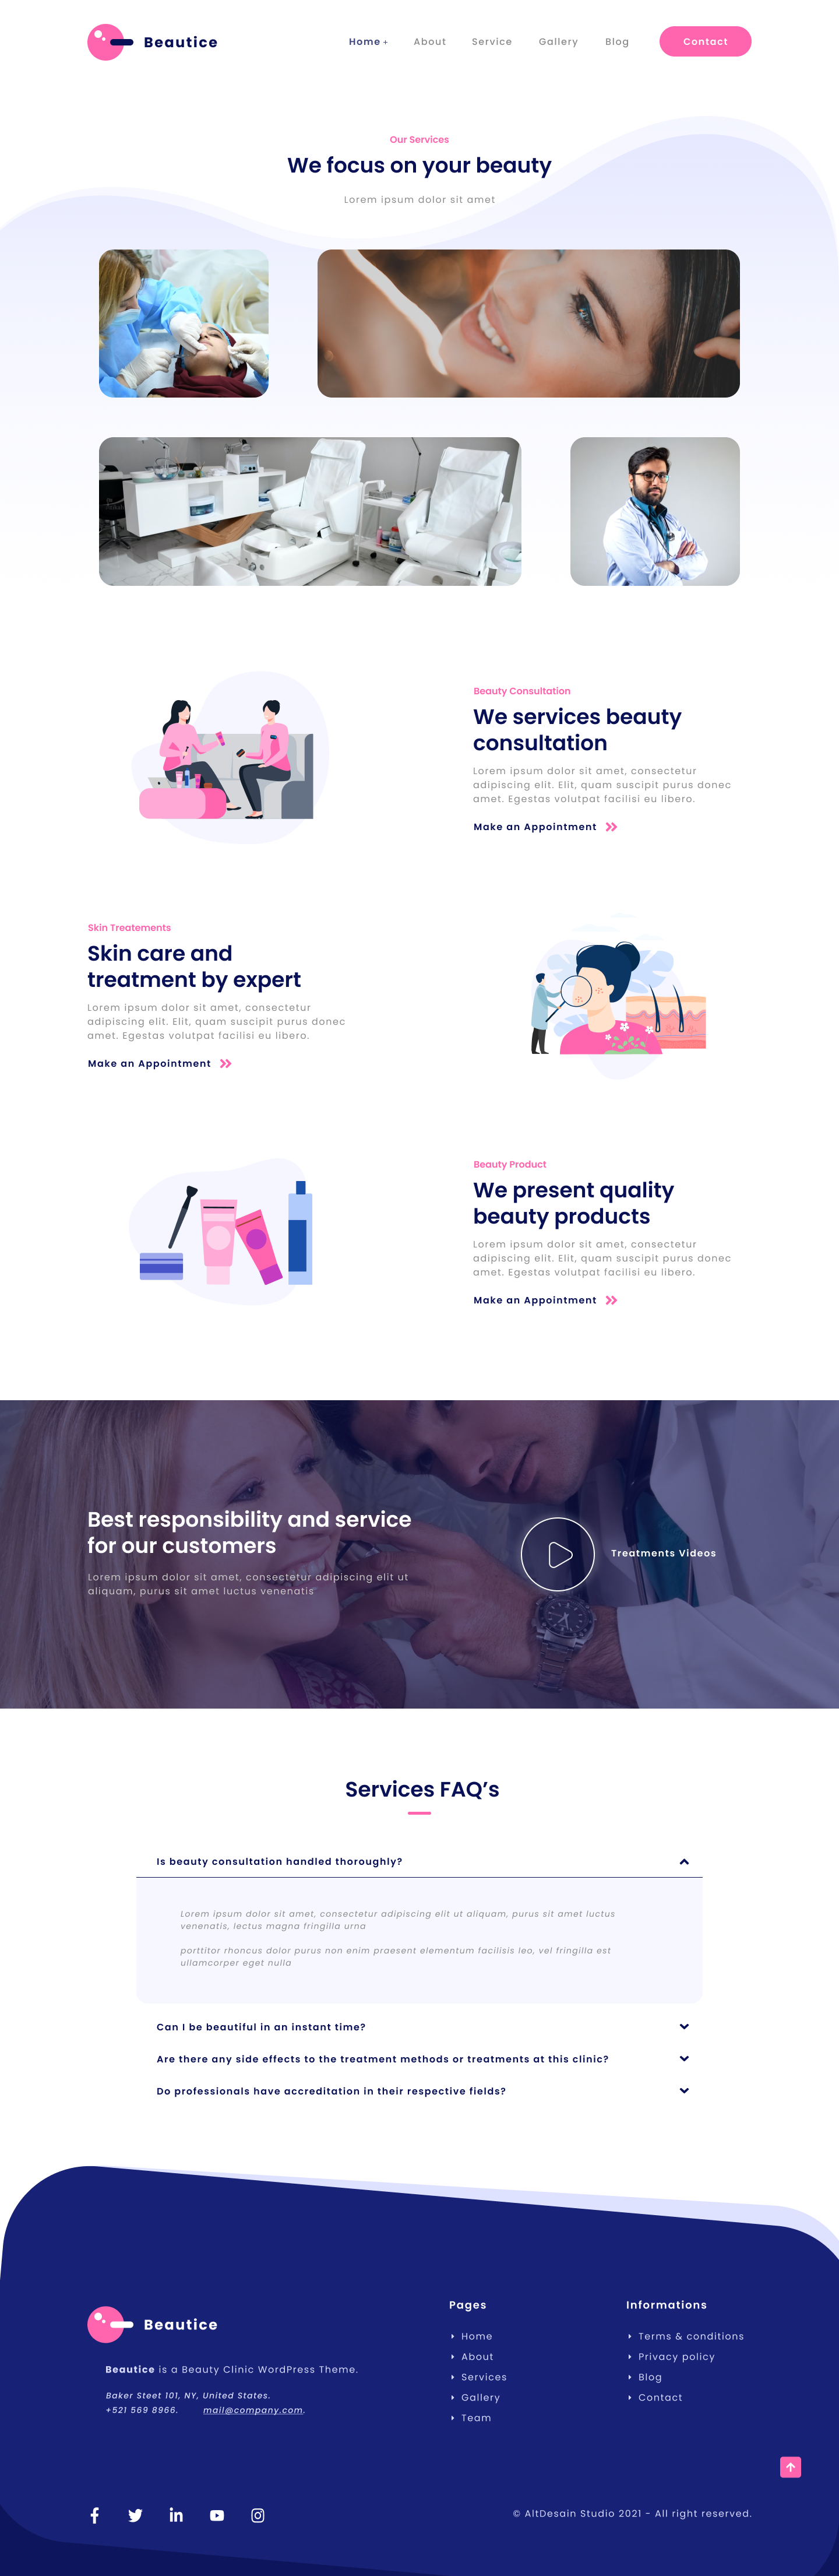 Beautice
Home +
About
Service
Gallery
Blog
Contact
Our Services
We focus on your beauty
Lorem ipsum dolor sit amet
Beauty Consultation
We services beauty
consultation
Lorem ipsum dolor sit amet, consectetur
adipiscing elit. Elit, quam suscipit purus donec
amet. Egestas volutpat facilisi eu libero.
Make an Appointment
Skin Treatements
Skin care and
treatment by expert
Lorem ipsum dolor sit amet, consectetur
adipiscing elit. Elit, quam suscipit purus donec
amet. Egestas volutpat facilisi eu libero.
Make an Appointment
Beauty Product
We present quality
beauty products
Lorem ipsum dolor sit amet, consectetur
adipiscing elit. Elit, quam suscipit purus donec
amet. Egestas volutpat facilisi eu libero.
Make an Appointment
Best responsibility and service
for our customers
Lorem ipsum dolor sit amet, consectetur adipiscing elit ut
aliquam, purus sit amet luctus venenatis
Treatments Videos
Services FAQ’s
Is beauty consultation handled thoroughly?
Lorem ipsum dolor sit amet, consectetur adipiscing elit ut aliquam, purus sit amet luctus
venenatis, lectus magna fringilla urna
porttitor rhoncus dolor purus non enim praesent elementum facilisis leo, vel fringilla est
ullamcorper eget nulla
Can I be beautiful in an instant time?
Are there any side effects to the treatment methods or treatments at this clinic?
Do professionals have accreditation in their respective fields?
Beautice
Beautice is a Beauty Clinic WordPress Theme.
Baker Steet 101, NY, United States.
+521 569 8966. mail@company.com.
Pages
Home
About
Services
Gallery
Team
Informations
Terms & conditions
Privacy policy
Blog
Contact
© AltDesain Studio 2021 - All right reserved.